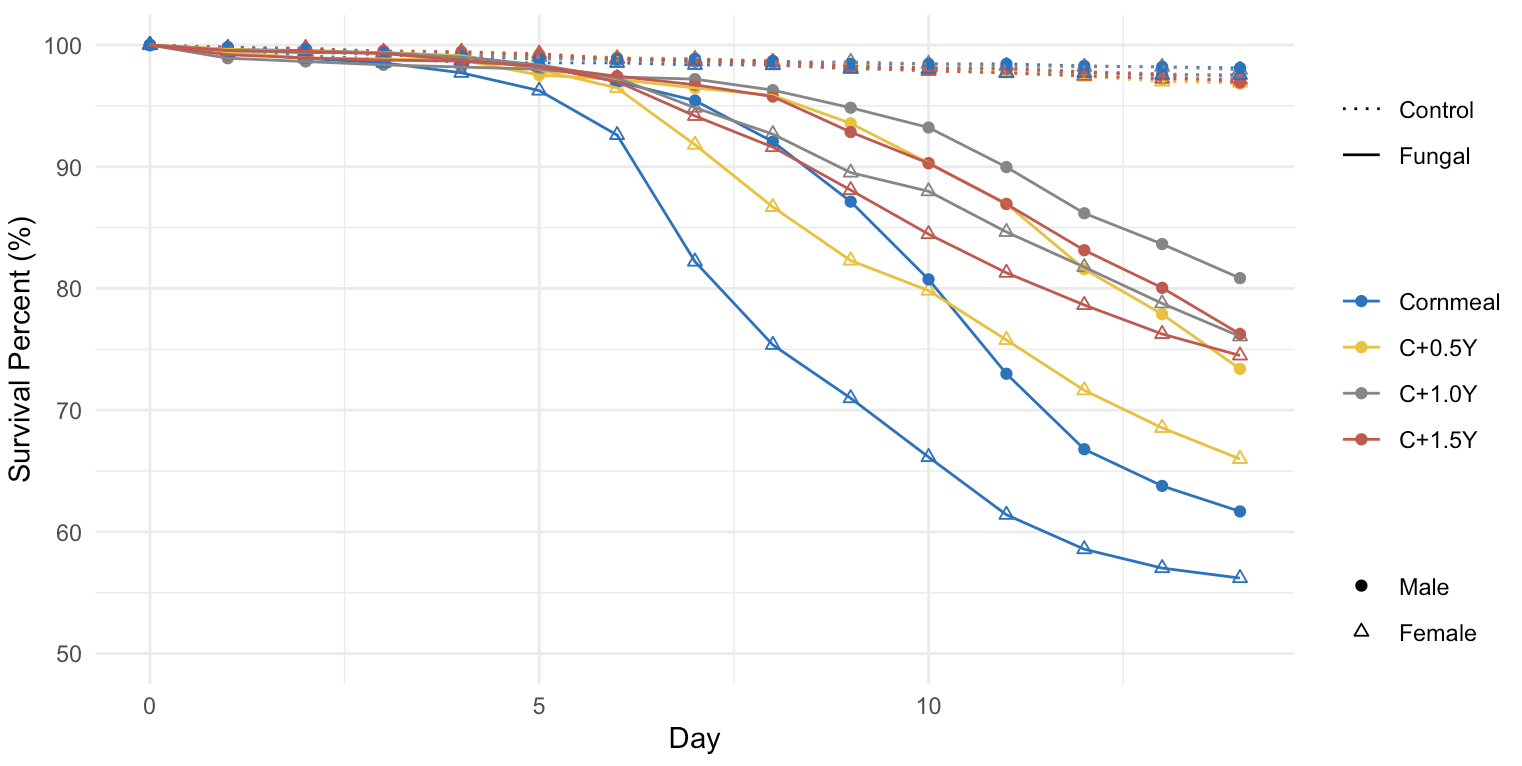 100
90
80
70
60
50
0
5
10
Day
Survival Percent (%)
Control
Fungal
Cornmeal
C+0.5Y
C+1.0Y
C+1.5Y
Male
Female